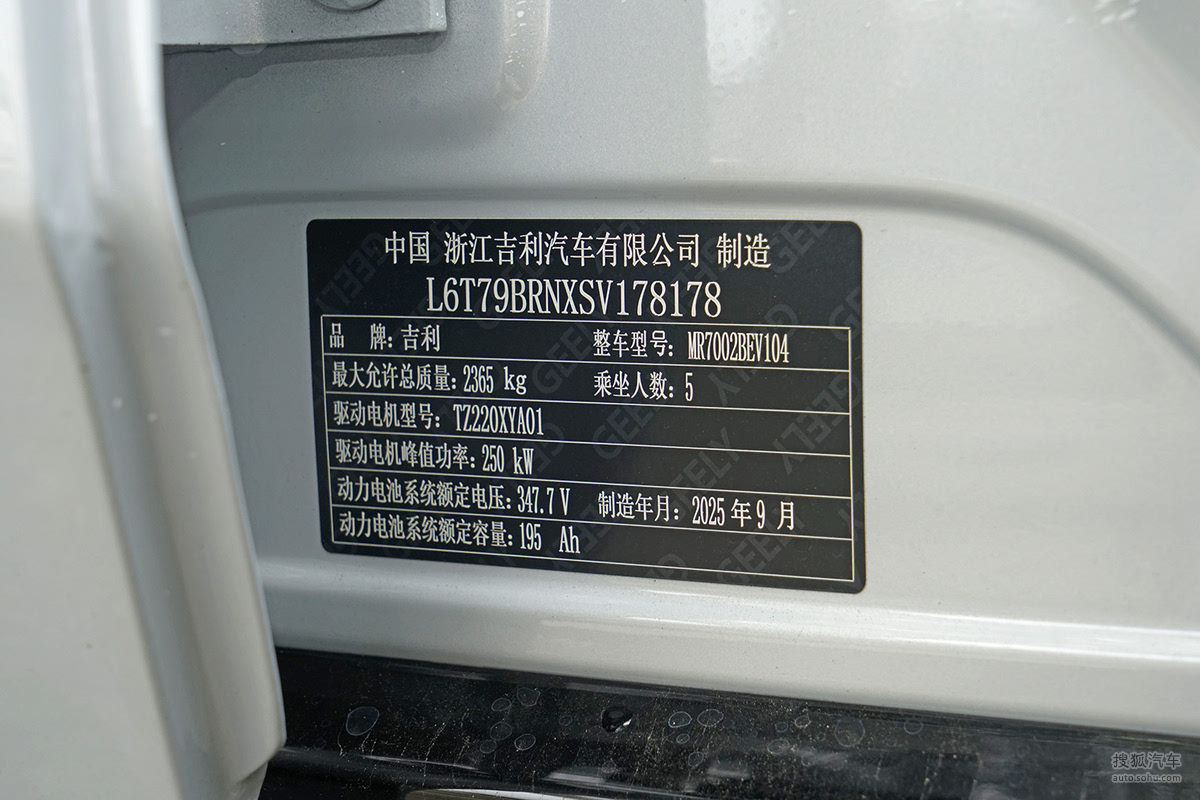 中国 浙江吉利汽车有限公司 制造
L6T79BRNXSV178178
品 牌: 吉利 整车型号: MR7002BEV104
最大允许总质量: 2365 kg 乘坐人数: 5
驱动电机型号: TZ220XYA01
驱动电机峰值功率: 250 kW
动力电池系统额定电压: 347.7 V 制造年月: 2025 年 9 月
动力电池系统额定容量: 195 Ah
搜狐汽车
auto.sohu.com